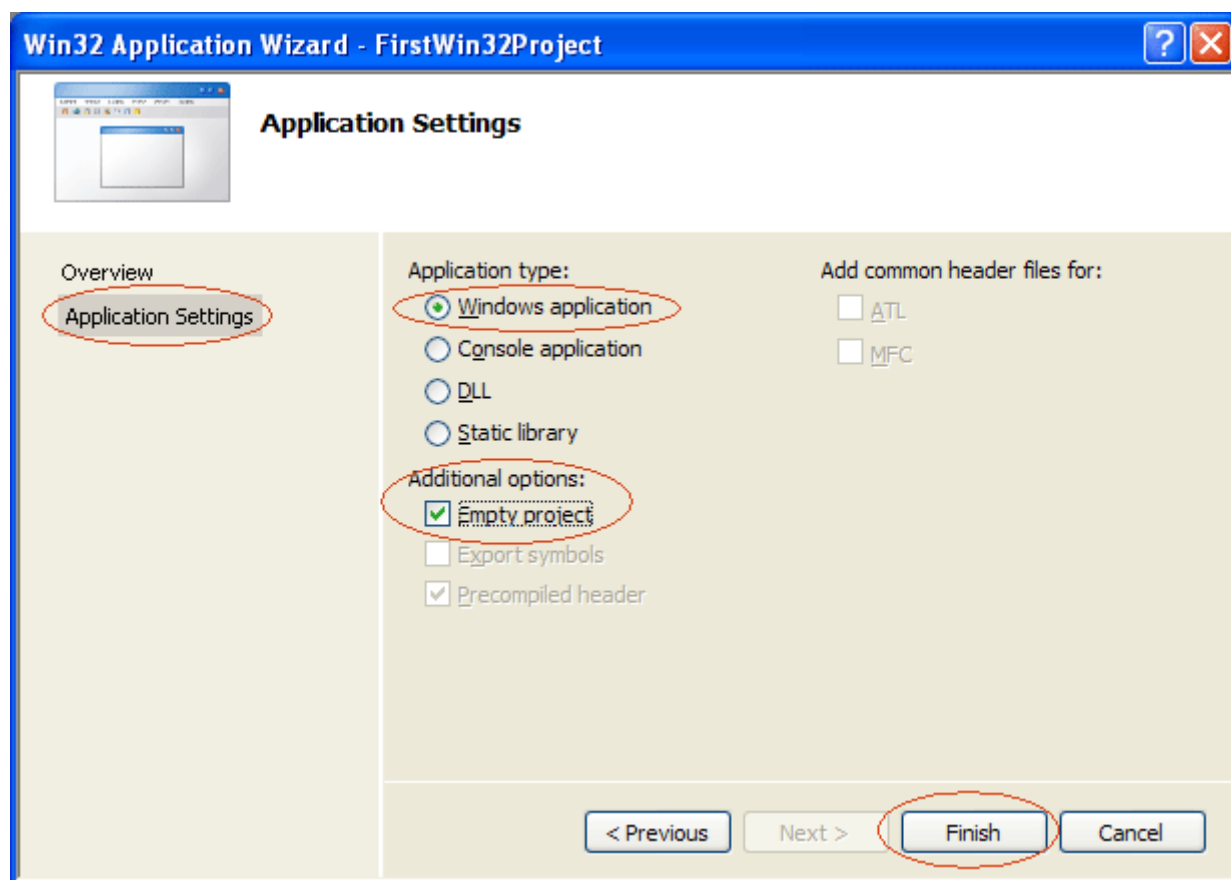 Win32 Application Wizard - FirstWin32Project
Application Settings
Overview
Application Settings
Application type:
Windows application
Console application
DLL
Static library
Additional options:
Empty project
Export symbols
Precompiled header
Add common header files for:
ATL
MFC
< Previous
Next >
Finish
Cancel